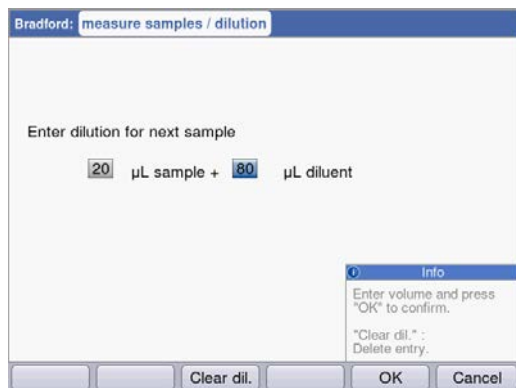 Bradford: measure samples / dilution
Enter dilution for next sample
20 µL sample + 80 µL diluent
Info
Enter volume and press
"OK" to confirm.
"Clear dil." :
Delete entry.
Clear dil. OK Cancel